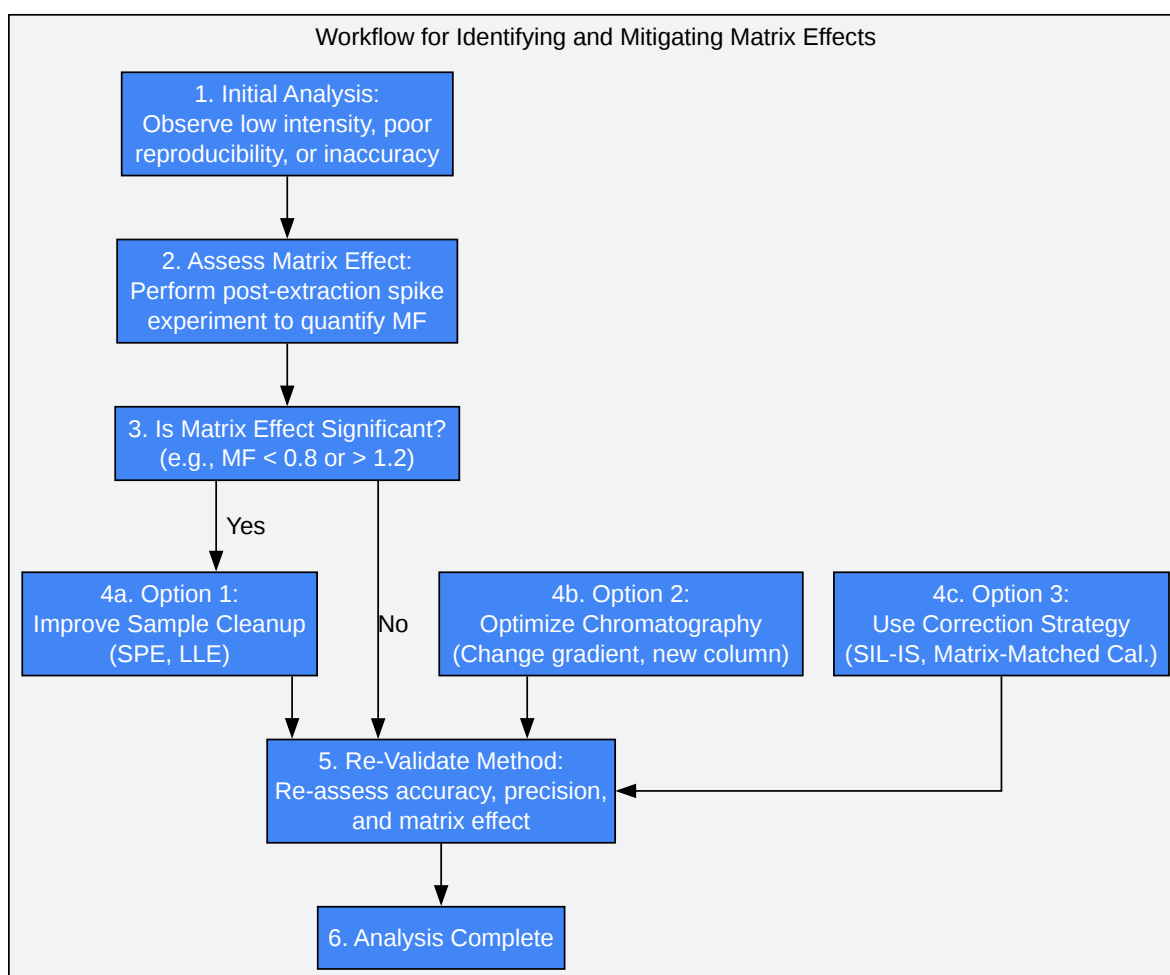 Workflow for Identifying and Mitigating Matrix Effects
1. Initial Analysis:
Observe low intensity, poor
reproducibility, or inaccuracy
2. Assess Matrix Effect:
Perform post-extraction spike
experiment to quantify MF
3. Is Matrix Effect Significant?
(e.g., MF < 0.8 or > 1.2)
Yes
No
4a. Option 1:
Improve Sample Cleanup
(SPE, LLE)
4b. Option 2:
Optimize Chromatography
(Change gradient, new column)
4c. Option 3:
Use Correction Strategy
(SIL-IS, Matrix-Matched Cal.)
5. Re-Validate Method:
Re-assess accuracy, precision,
and matrix effect
6. Analysis Complete